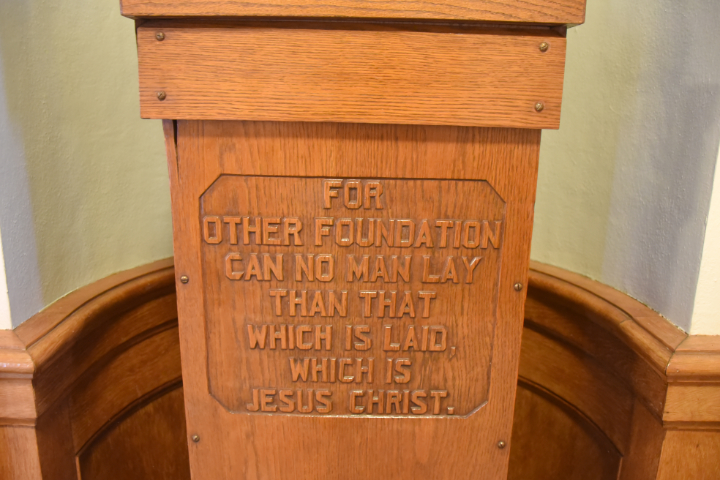 FOR
OTHER FOUNDATION
CAN NO MAN LAY
THAN THAT
WHICH IS LAID,
WHICH IS
JESUS CHRIST.